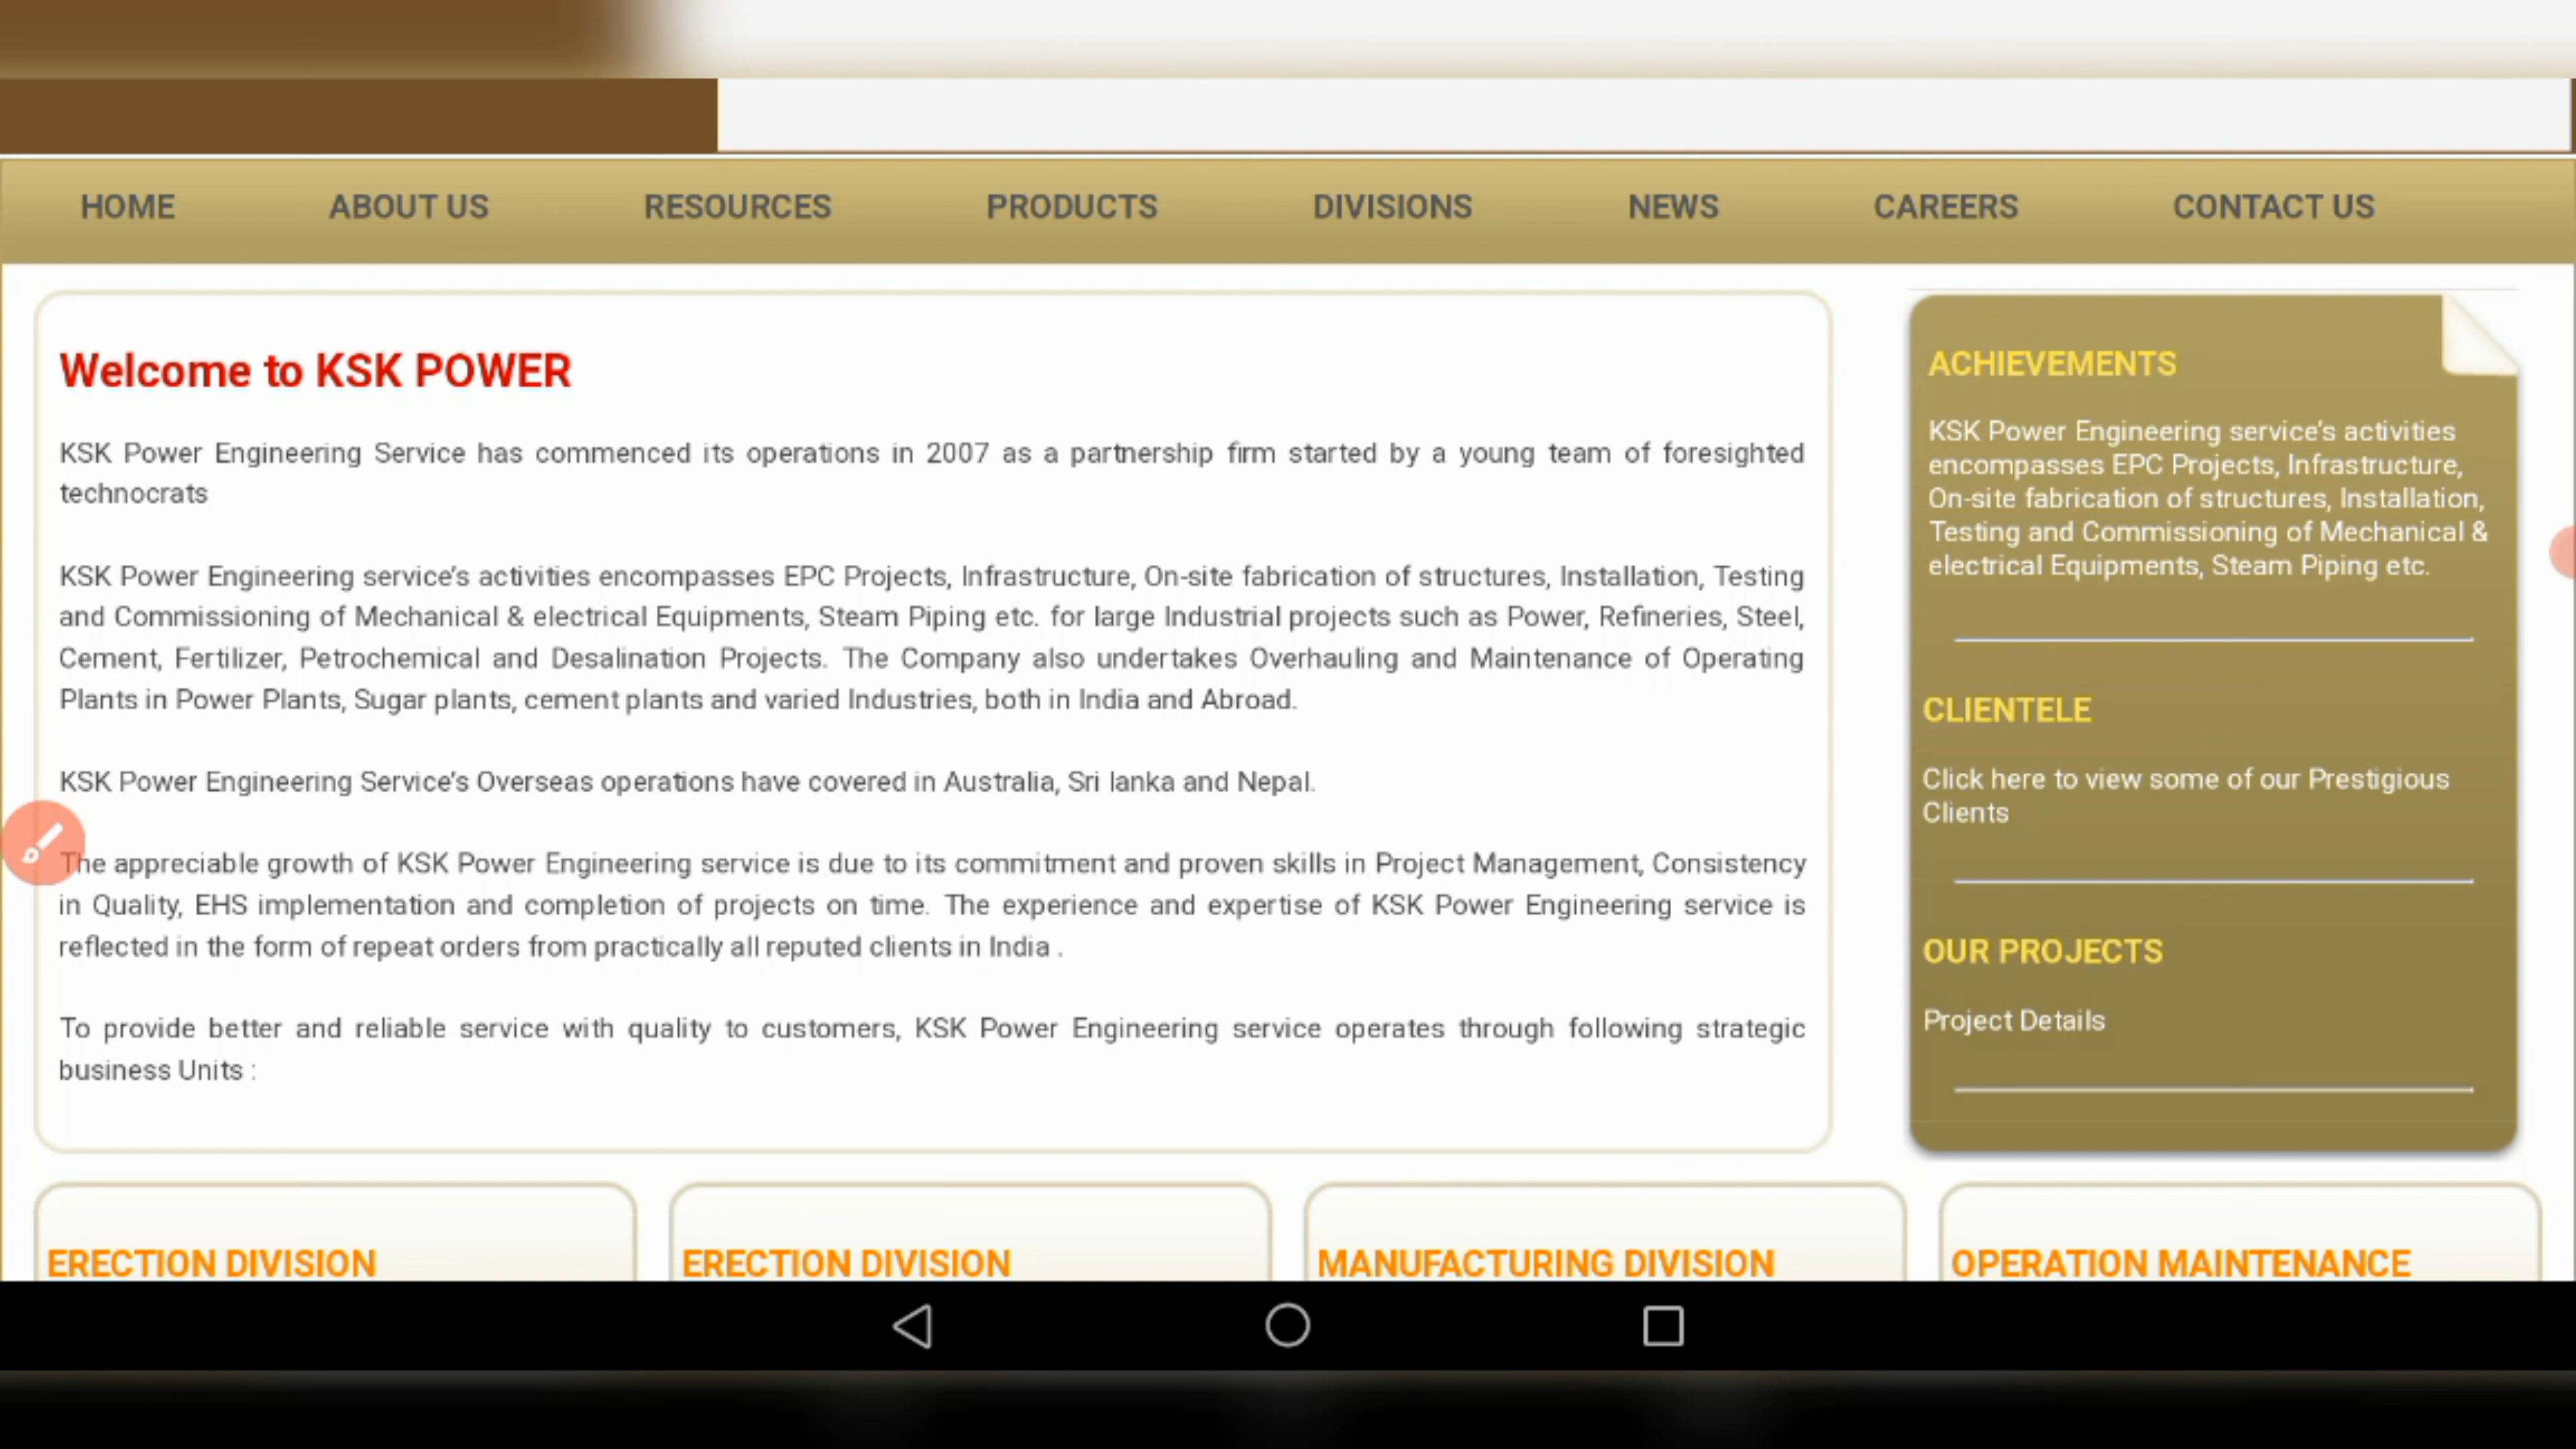 HOME ABOUT US RESOURCES PRODUCTS DIVISIONS NEWS CAREERS CONTACT US
Welcome to KSK POWER
KSK Power Engineering Service has commenced its operations in 2007 as a partnership firm started by a young team of foresighted
technocrats
KSK Power Engineering service's activities encompasses EPC Projects, Infrastructure, On-site fabrication of structures, Installation, Testing
and Commissioning of Mechanical & electrical Equipments, Steam Piping etc. for large Industrial projects such as Power, Refineries, Steel,
Cement, Fertilizer, Petrochemical and Desalination Projects. The Company also undertakes Overhauling and Maintenance of Operating
Plants in Power Plants, Sugar plants, cement plants and varied Industries, both in India and Abroad.
KSK Power Engineering Service's Overseas operations have covered in Australia, Sri lanka and Nepal.
The appreciable growth of KSK Power Engineering service is due to its commitment and proven skills in Project Management, Consistency
in Quality, EHS implementation and completion of projects on time. The experience and expertise of KSK Power Engineering service is
reflected in the form of repeat orders from practically all reputed clients in India .
To provide better and reliable service with quality to customers, KSK Power Engineering service operates through following strategic
business Units :
ACHIEVEMENTS
KSK Power Engineering service's activities
encompasses EPC Projects, Infrastructure,
On-site fabrication of structures, Installation,
Testing and Commissioning of Mechanical &
electrical Equipments, Steam Piping etc.
CLIENTELE
Click here to view some of our Prestigious
Clients
OUR PROJECTS
Project Details
ERECTION DIVISION
ERECTION DIVISION
MANUFACTURING DIVISION
OPERATION MAINTENANCE